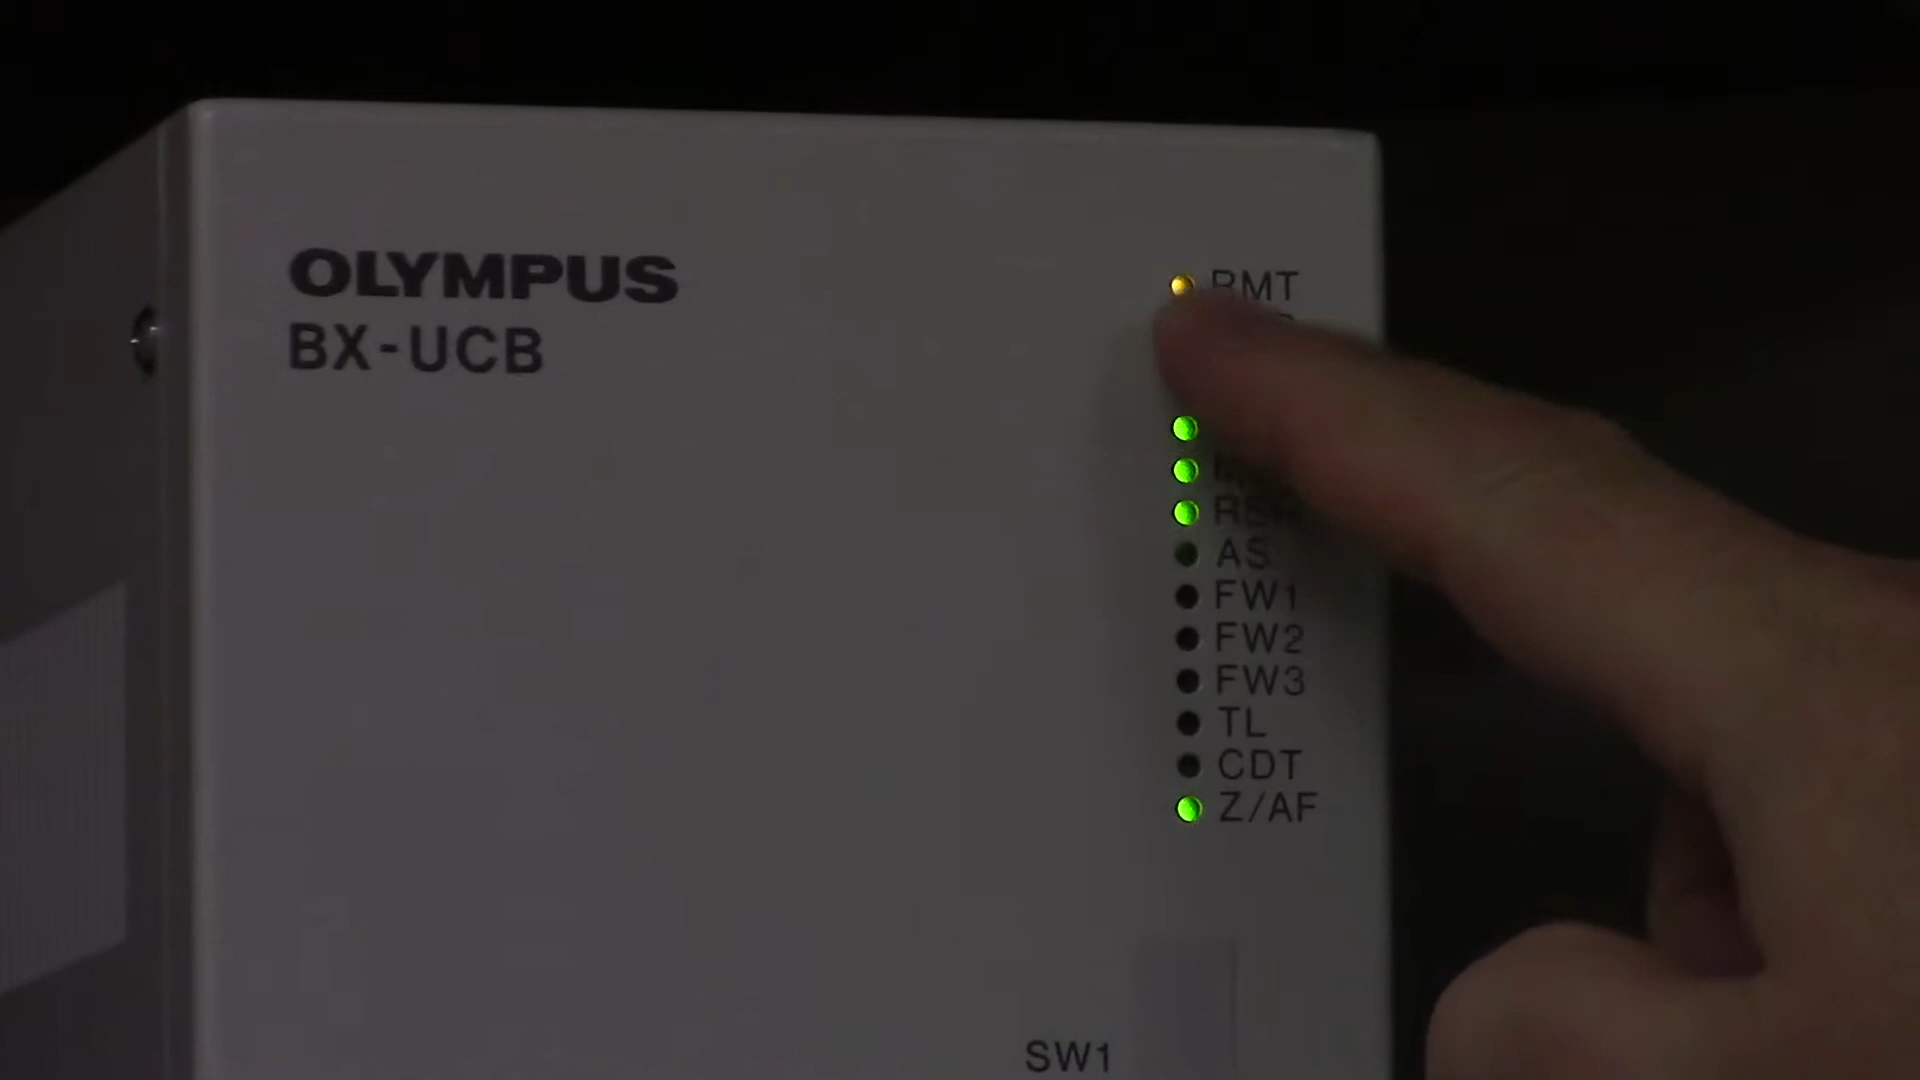 OLYMPUS
BX-UCB
RMT
AS
FW1
FW2
FW3
TL
CDT
Z/AF
SW1